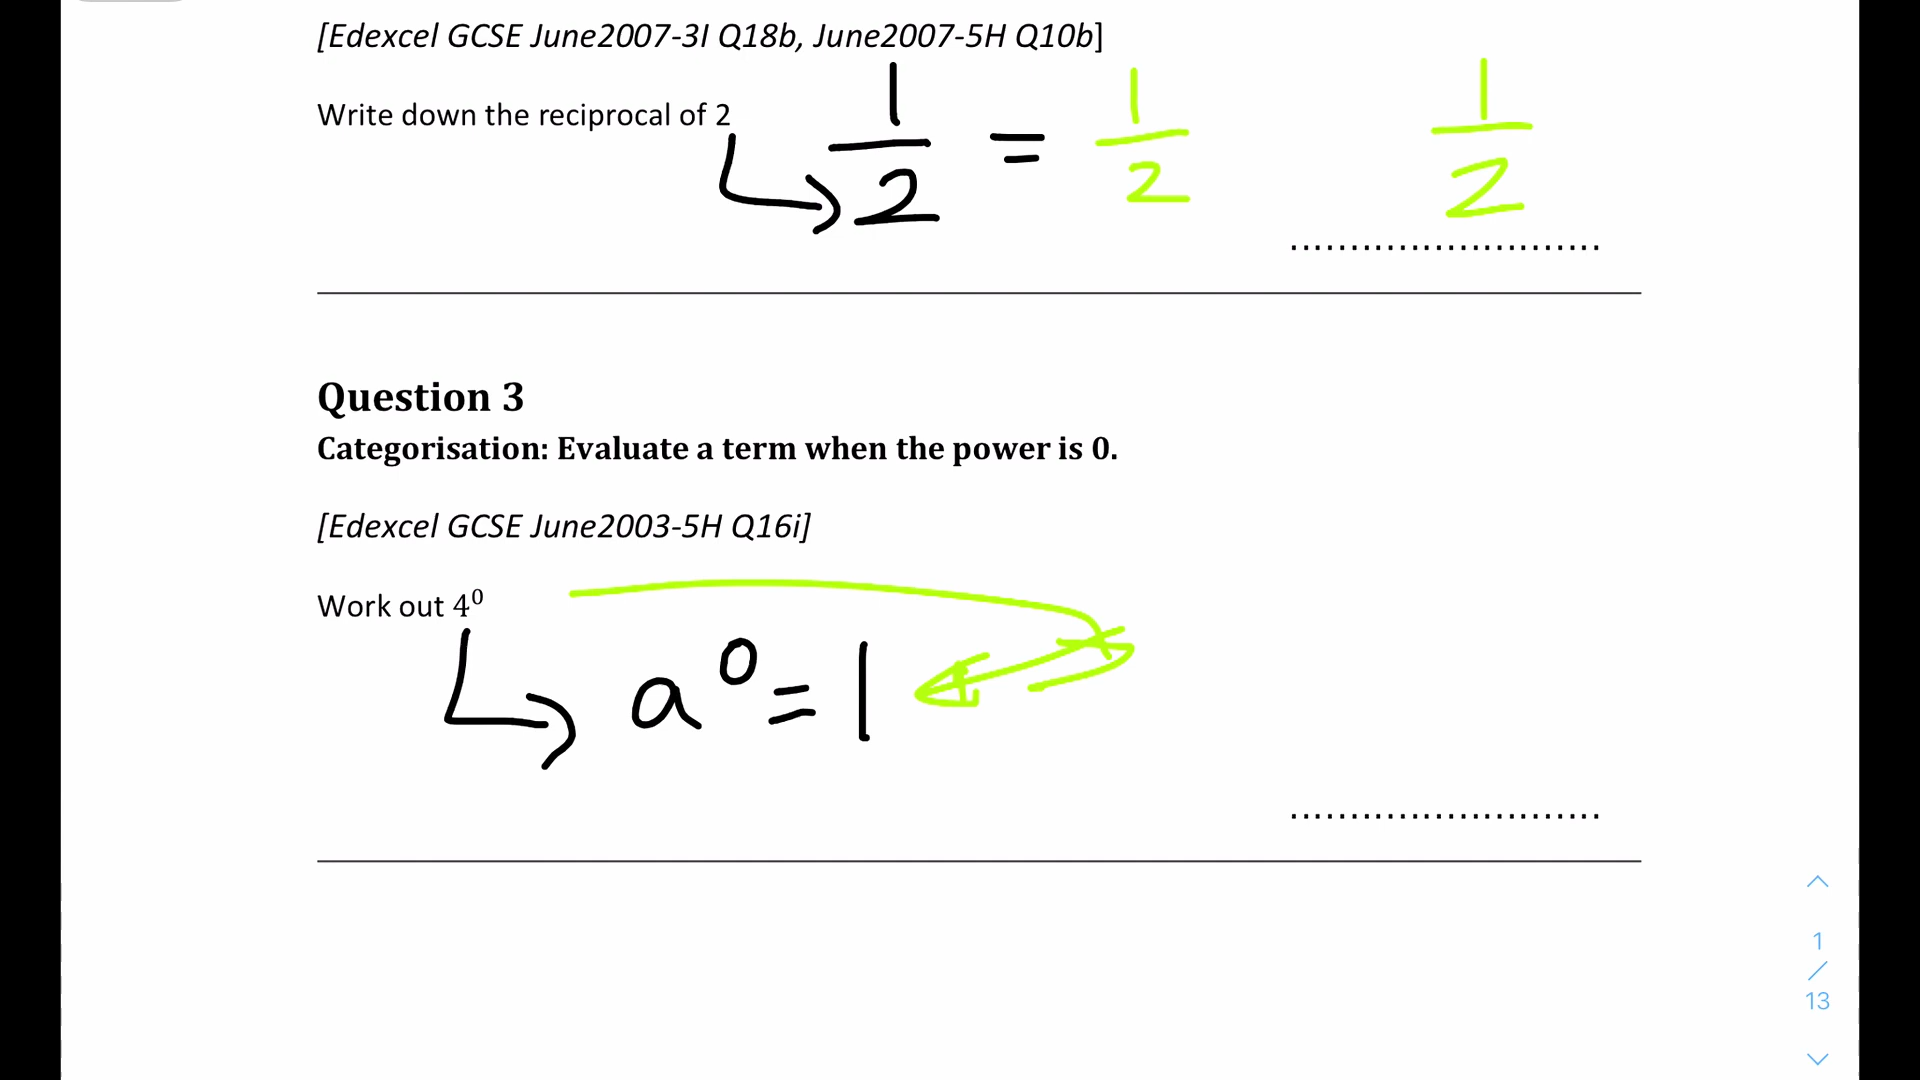 [Edexcel GCSE June2007-3I Q18b, June2007-5H Q10b]
Write down the reciprocal of 2
1/2 = 1/2 1/2
..........................
Question 3
Categorisation: Evaluate a term when the power is 0.
[Edexcel GCSE June2003-5H Q16i]
Work out 4⁰
a⁰ = 1
..........................
1
/
13